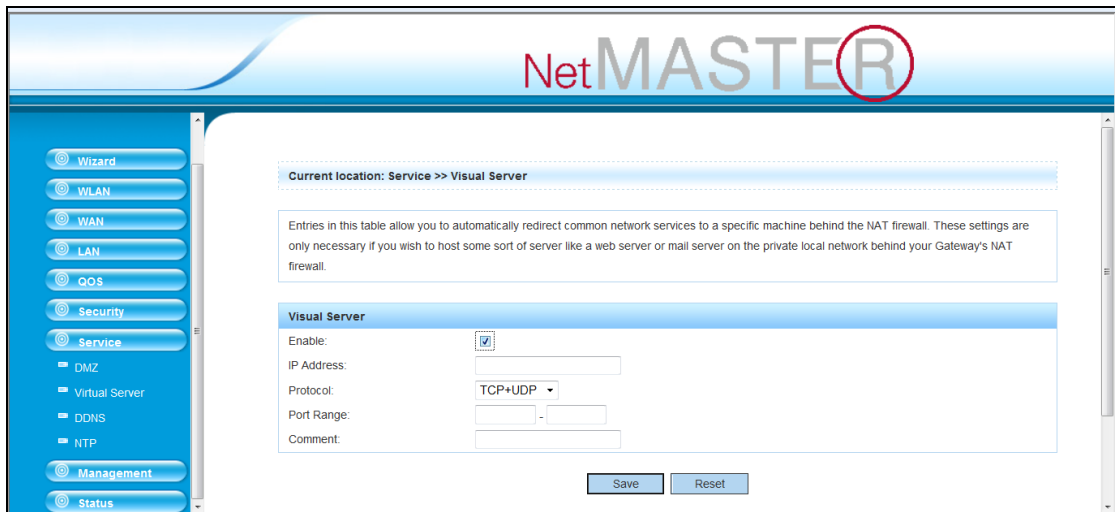 NetMASTER
Wizard
WLAN
WAN
LAN
QOS
Security
Service
DMZ
Virtual Server
DDNS
NTP
Management
Status
Current location: Service >> Visual Server
Entries in this table allow you to automatically redirect common network services to a specific machine behind the NAT firewall. These settings are
only necessary if you wish to host some sort of server like a web server or mail server on the private local network behind your Gateway's NAT
firewall.
Visual Server
Enable:
IP Address:
Protocol: TCP+UDP
Port Range: -
Comment:
Save Reset